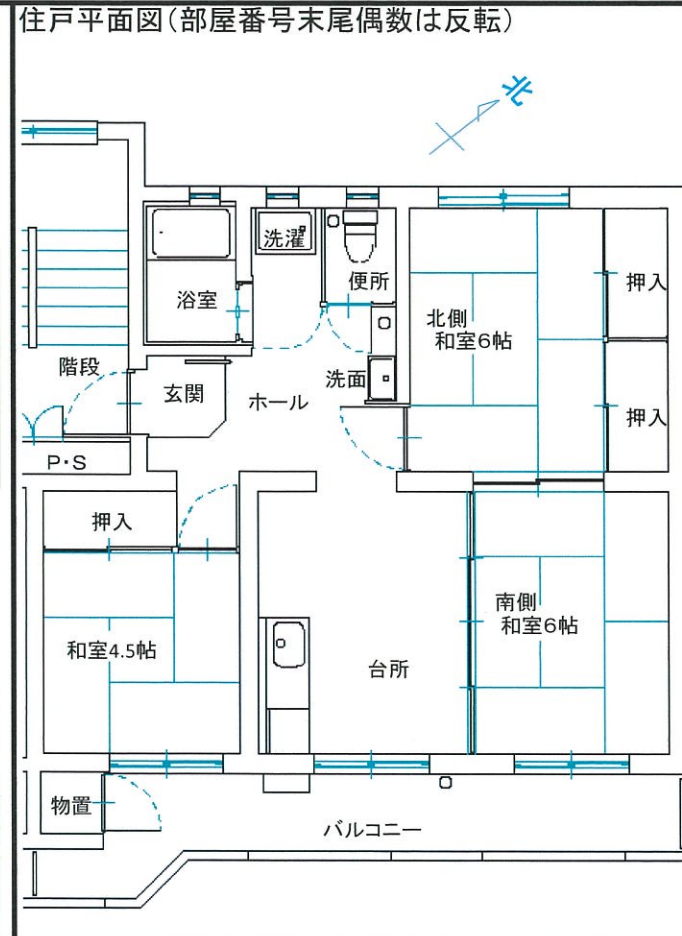 住戸平面図(部屋番号末尾偶数は反転)
北
洗濯
便所
浴室
押入
北側
和室6帖
階段
玄関
ホール
洗面
押入
P・S
押入
南側
和室6帖
和室4.5帖
台所
物置
バルコニー